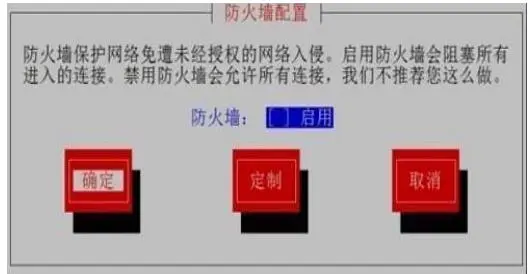 防火墙配置
防火墙保护网络免遭未经授权的网络入侵。启用防火墙会阻塞所有
进入的连接。禁用防火墙会允许所有连接，我们不推荐您这么做。
防火墙： [ ] 启用
确定 定制 取消